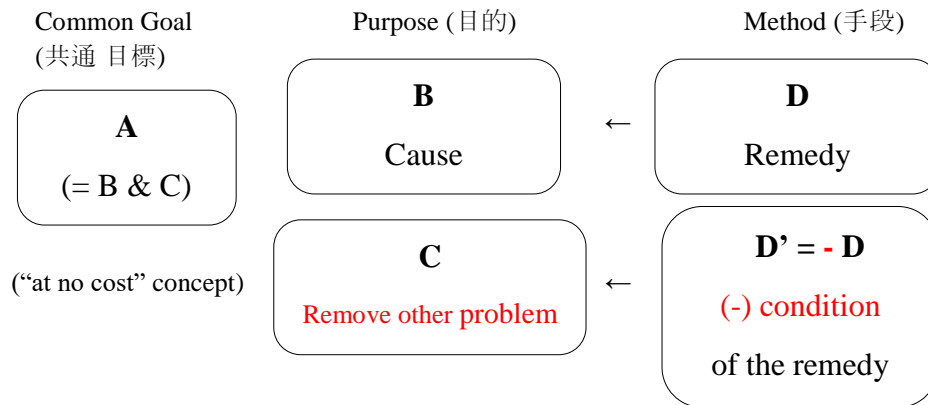 Common Goal
(共通 目標)
Purpose (目的)
Method (手段)
A
(= B & C)
B
Cause
←
D
Remedy
C
Remove other problem
←
D’ = - D
(-) condition
of the remedy
(“at no cost” concept)